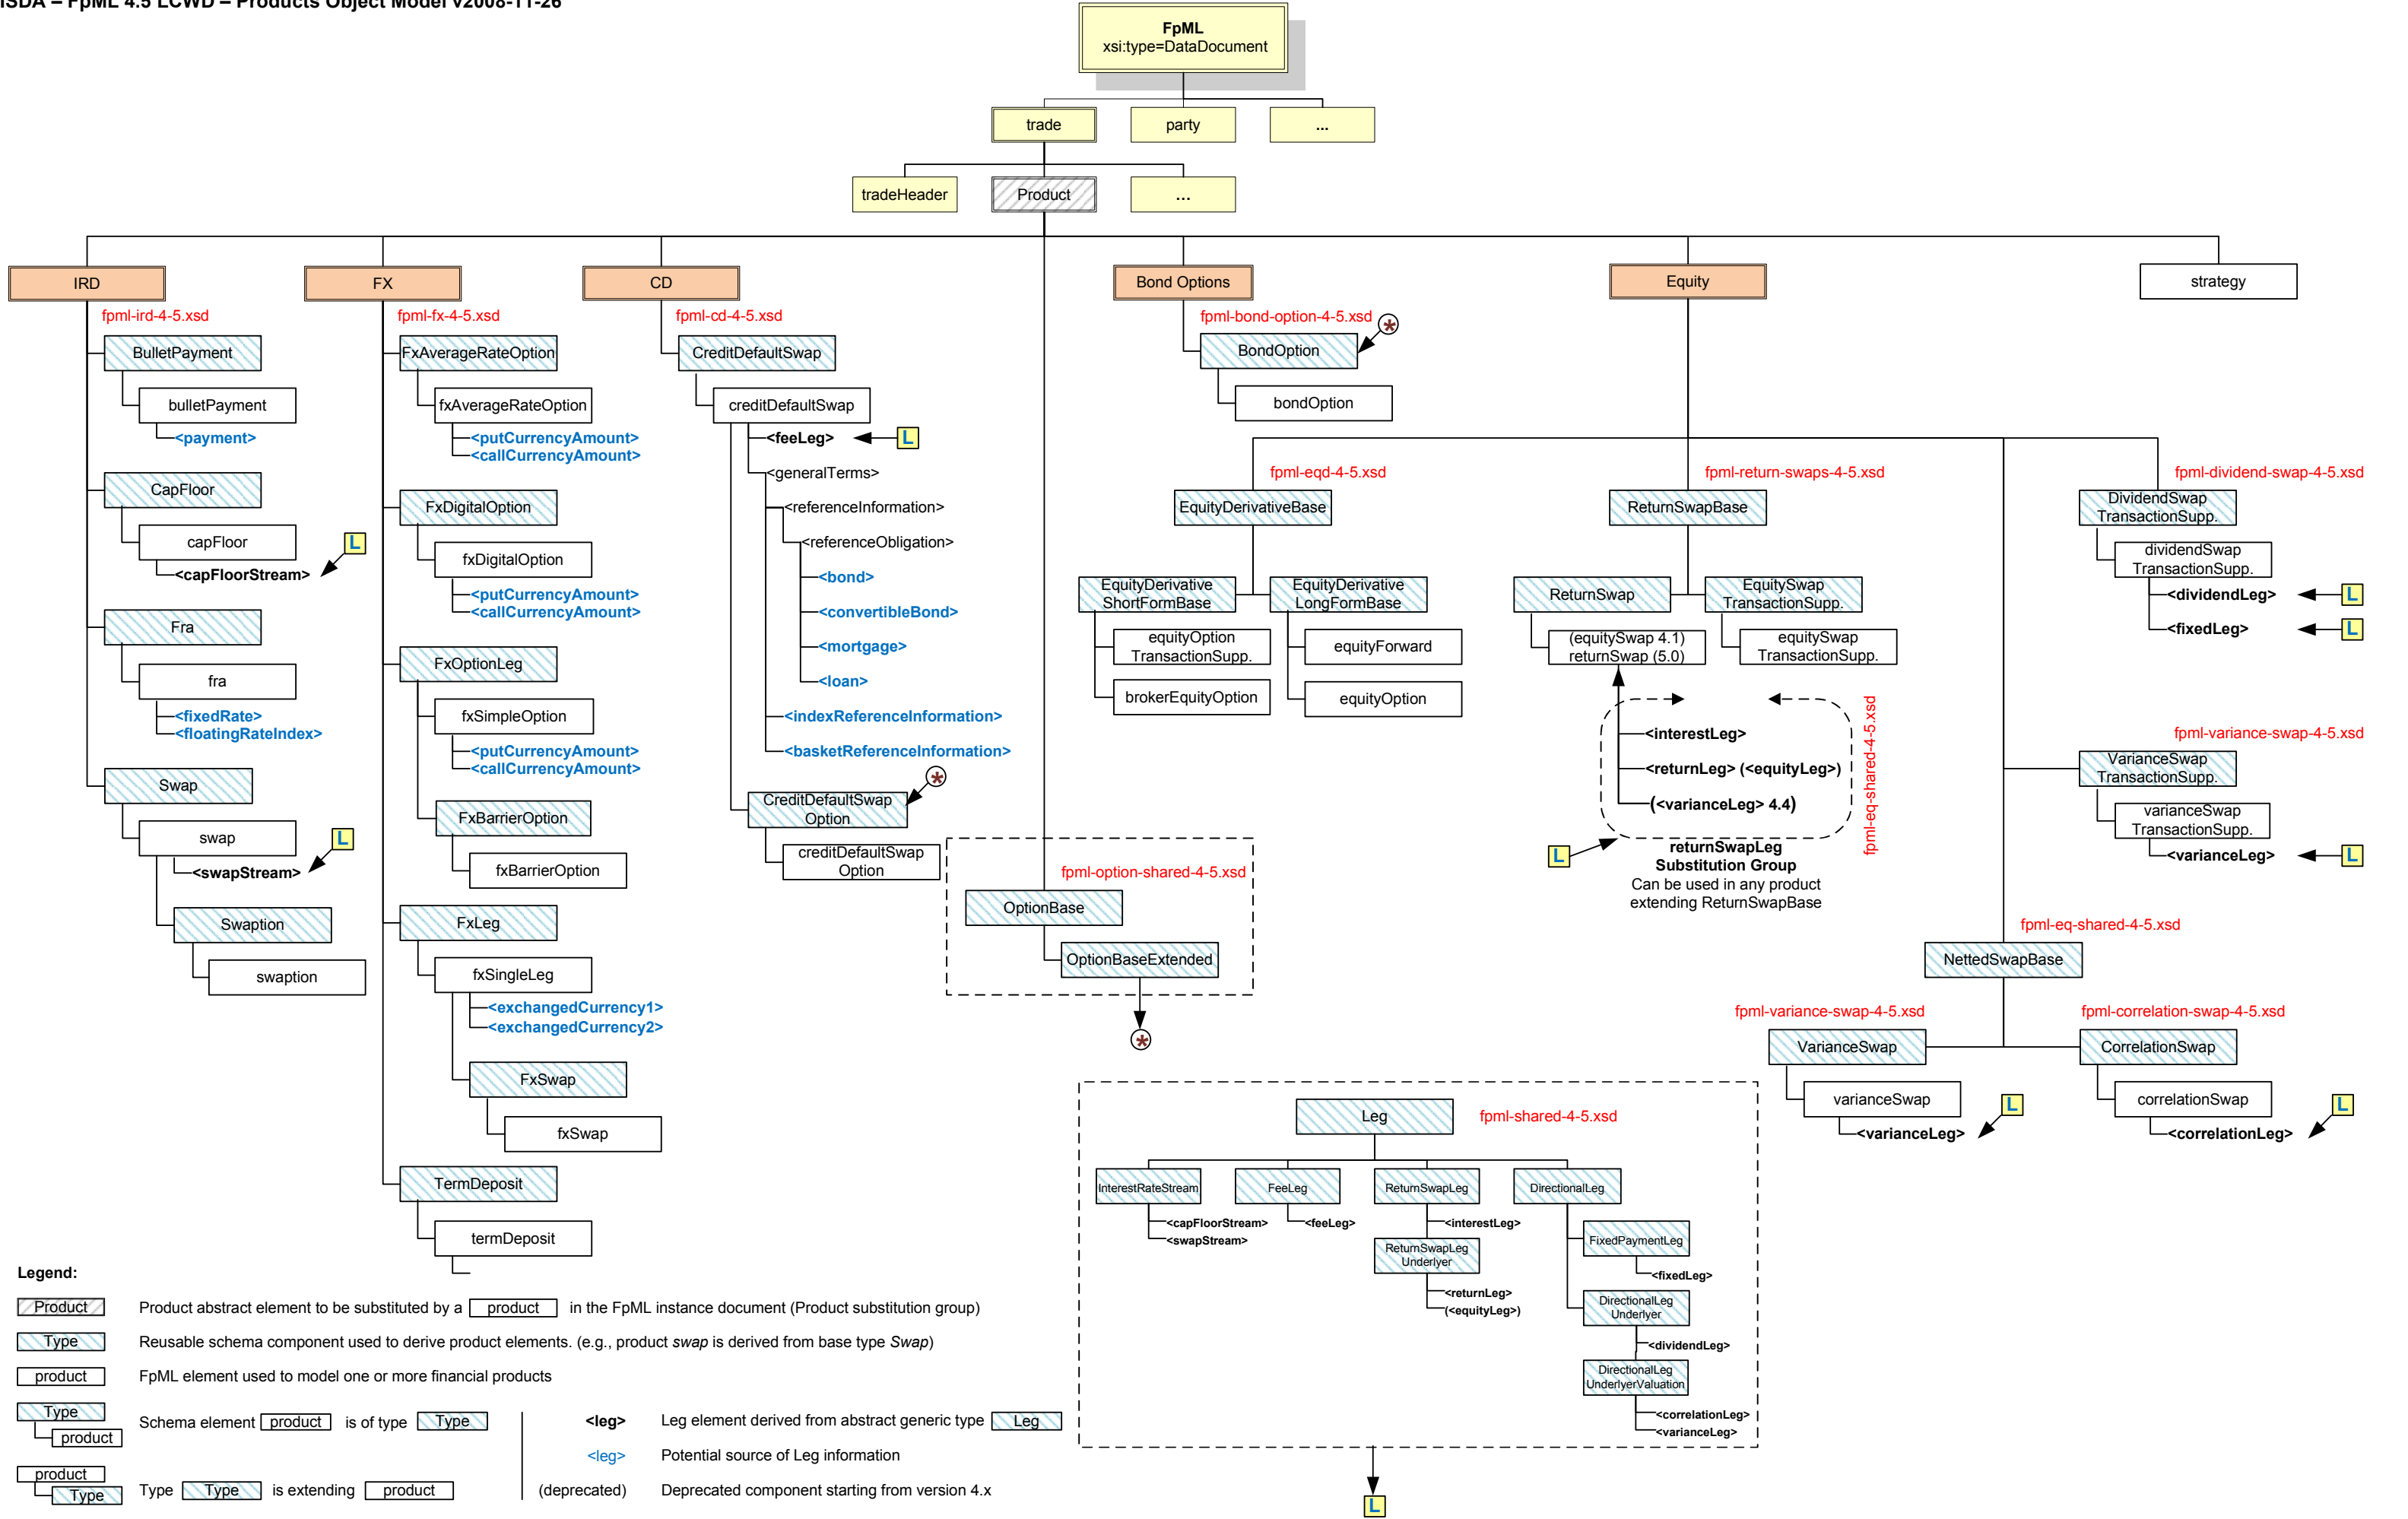 ISDA – FpML 4.5 LCWD – Products Object Model v2008-11-26
FpML
xsi:type=DataDocument
trade
party
...
tradeHeader
Product
...
IRD
fpml-ird-4-5.xsd
BulletPayment
bulletPayment
<payment>
CapFloor
capFloor
L
<capFloorStream>
Fra
fra
<fixedRate>
<floatingRateIndex>
Swap
swap
L
<swapStream>
Swaption
swaption
FX
fpml-fx-4-5.xsd
FxAverageRateOption
fxAverageRateOption
<putCurrencyAmount>
<callCurrencyAmount>
FxDigitalOption
fxDigitalOption
<putCurrencyAmount>
<callCurrencyAmount>
FxOptionLeg
fxSimpleOption
<putCurrencyAmount>
<callCurrencyAmount>
FxBarrierOption
fxBarrierOption
FxLeg
fxSingleLeg
<exchangedCurrency1>
<exchangedCurrency2>
FxSwap
fxSwap
TermDeposit
termDeposit
CD
fpml-cd-4-5.xsd
CreditDefaultSwap
creditDefaultSwap
<feeLeg>
L
<generalTerms>
<referenceInformation>
<referenceObligation>
<bond>
<convertibleBond>
<mortgage>
<loan>
<indexReferenceInformation>
<basketReferenceInformation>
*
CreditDefaultSwap
Option
creditDefaultSwap
Option
fpml-option-shared-4-5.xsd
OptionBase
OptionBaseExtended
*
Bond Options
fpml-bond-option-4-5.xsd
*
BondOption
bondOption
Equity
fpml-eqd-4-5.xsd
EquityDerivativeBase
EquityDerivative
ShortFormBase
equityOption
TransactionSupp.
brokerEquityOption
EquityDerivative
LongFormBase
equityForward
equityOption
fpml-return-swaps-4-5.xsd
ReturnSwapBase
ReturnSwap
(equitySwap 4.1)
returnSwap (5.0)
EquitySwap
TransactionSupp.
equitySwap
TransactionSupp.
<interestLeg>
<returnLeg> (<equityLeg>)
(<varianceLeg> 4.4)
fpml-eq-shared-4-5.xsd
L
returnSwapLeg
Substitution Group
Can be used in any product
extending ReturnSwapBase
strategy
fpml-dividend-swap-4-5.xsd
DividendSwap
TransactionSupp.
dividendSwap
TransactionSupp.
<dividendLeg>
L
<fixedLeg>
L
fpml-variance-swap-4-5.xsd
VarianceSwap
TransactionSupp.
varianceSwap
TransactionSupp.
<varianceLeg>
L
fpml-eq-shared-4-5.xsd
NettedSwapBase
fpml-variance-swap-4-5.xsd
VarianceSwap
varianceSwap
L
<varianceLeg>
fpml-correlation-swap-4-5.xsd
CorrelationSwap
correlationSwap
L
<correlationLeg>
Leg
fpml-shared-4-5.xsd
InterestRateStream
<capFloorStream>
<swapStream>
FeeLeg
<feeLeg>
ReturnSwapLeg
<interestLeg>
ReturnSwapLeg
Underlyer
<returnLeg>
(<equityLeg>)
DirectionalLeg
FixedPaymentLeg
<fixedLeg>
DirectionalLeg
Underlyer
<dividendLeg>
DirectionalLeg
UnderlyerValuation
<correlationLeg>
<varianceLeg>
L
Legend:
Product Product abstract element to be substituted by a product in the FpML instance document (Product substitution group)
Type Reusable schema component used to derive product elements. (e.g., product swap is derived from base type Swap)
product FpML element used to model one or more financial products
Type
product
Schema element product is of type Type
product
Type
Type Type is extending product
<leg> Leg element derived from abstract generic type Leg
<leg> Potential source of Leg information
(deprecated) Deprecated component starting from version 4.x